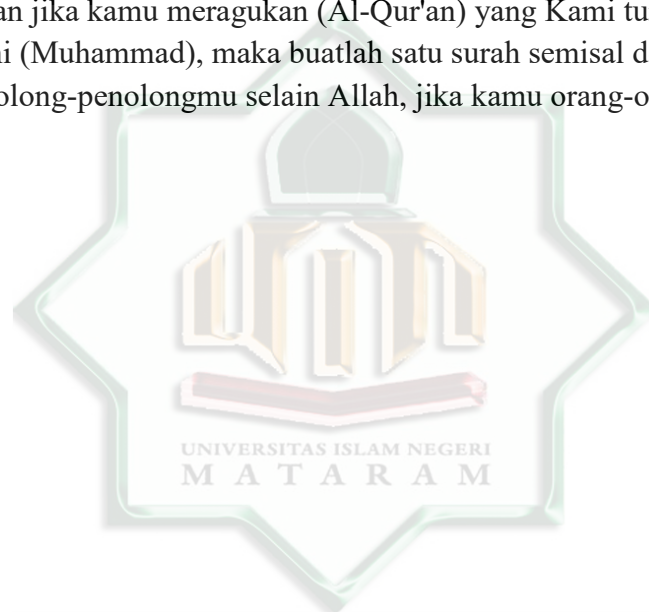 an jika kamu meragukan (Al-Qur'an) yang Kami tu
ni (Muhammad), maka buatlah satu surah semisal d
olong-penolongmu selain Allah, jika kamu orang-o
UNIVERSITAS ISLAM NEGERI
MATARAM